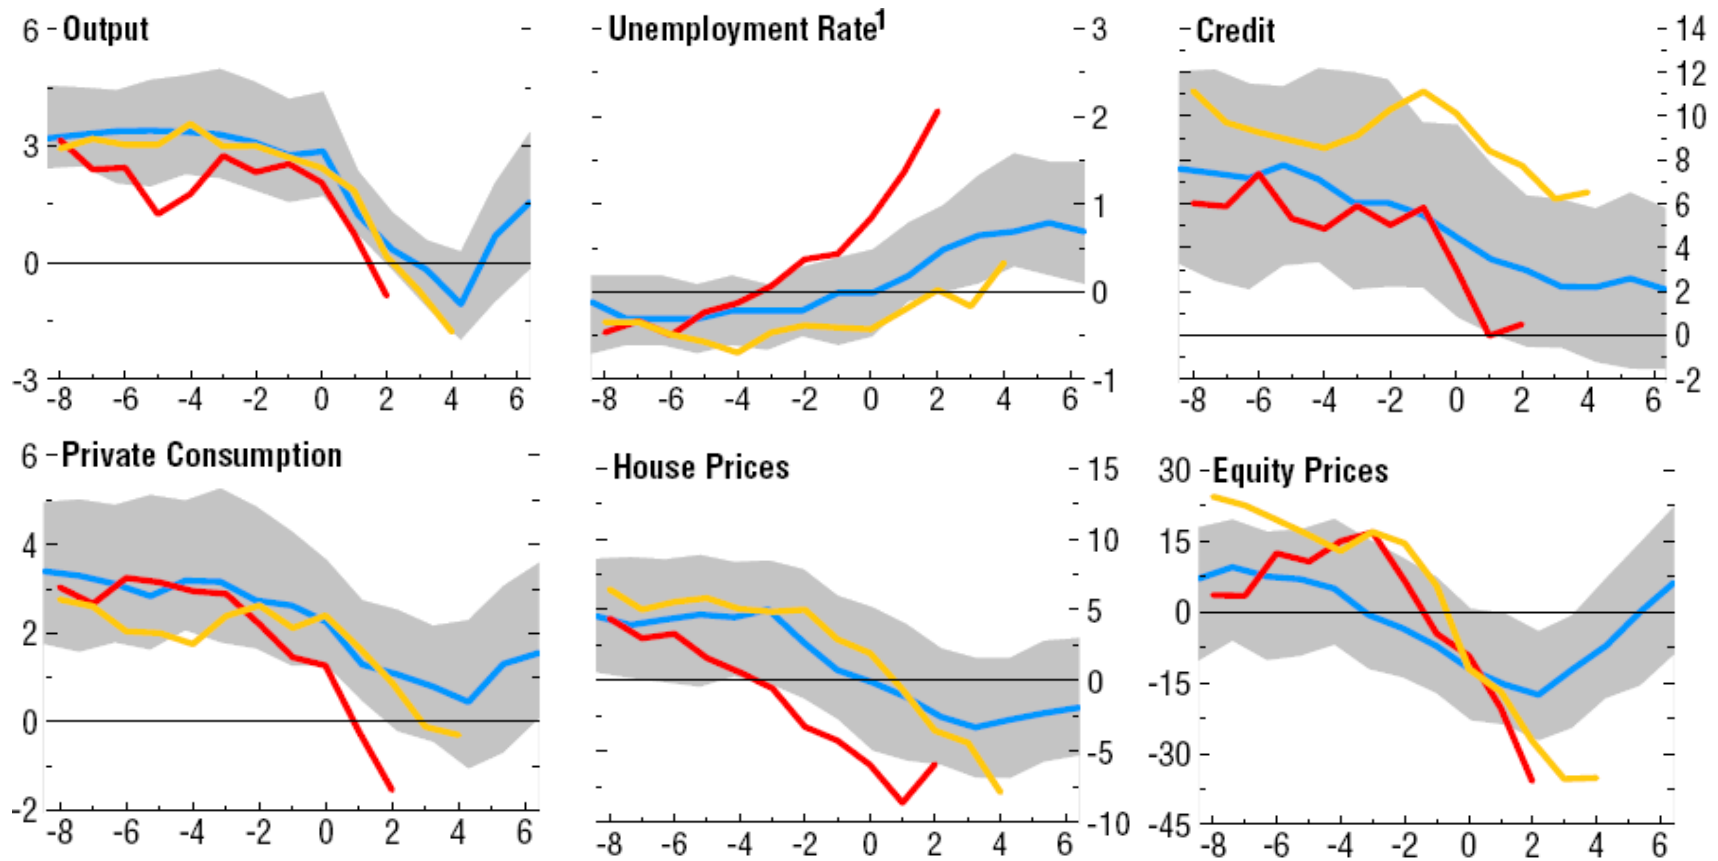 Output
6
3
0
-3
-8 -6 -4 -2 0 2 4 6
Unemployment Rate1
3
2
1
0
-1
-8 -6 -4 -2 0 2 4 6
Credit
14
12
10
8
6
4
2
0
-2
-8 -6 -4 -2 0 2 4 6
Private Consumption
6
4
2
0
-2
-8 -6 -4 -2 0 2 4 6
House Prices
15
10
5
0
-5
-10
-8 -6 -4 -2 0 2 4 6
Equity Prices
30
15
0
-15
-30
-45
-8 -6 -4 -2 0 2 4 6